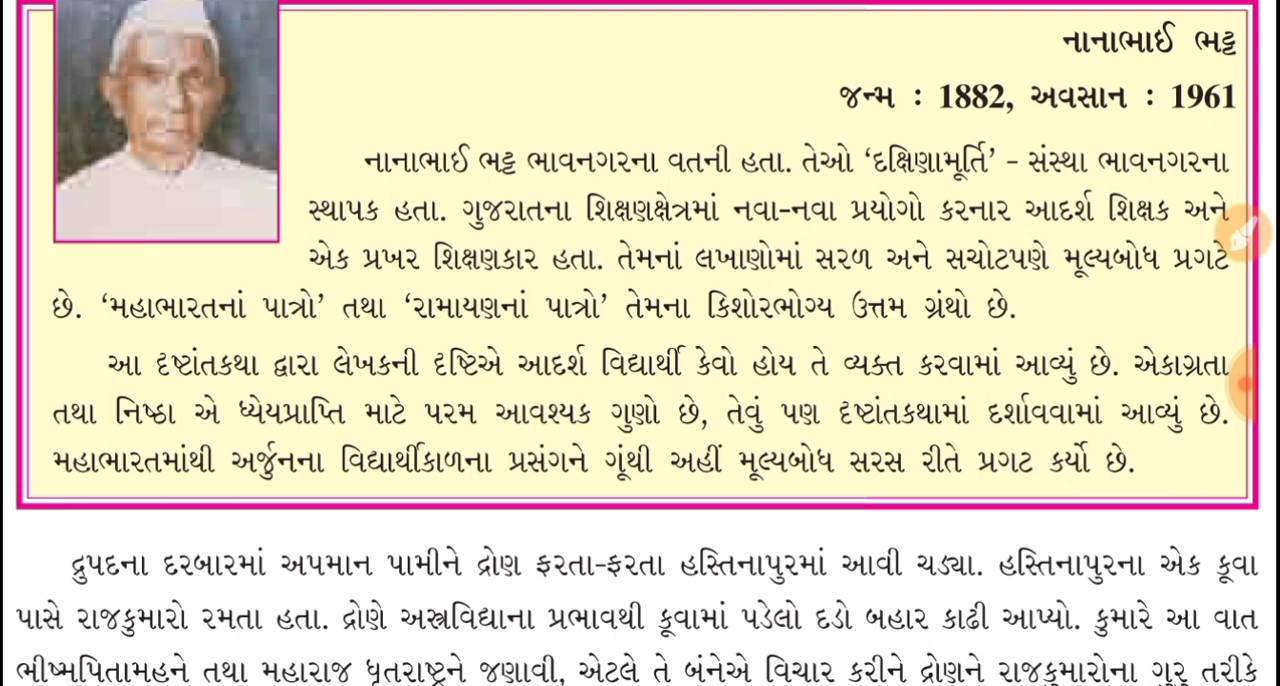 નાનાભાઈ ભટ્ટ
જન્મ : 1882, અવસાન : 1961
નાનાભાઈ ભટ્ટ ભાવનગરના વતની હતા. તેઓ ‘દક્ષિણામૂર્તિ’ – સંસ્થા ભાવનગરના
સ્થાપક હતા. ગુજરાતના શિક્ષણક્ષેત્રમાં નવા-નવા પ્રયોગો કરનાર આદર્શ શિક્ષક અને
એક પ્રખર શિક્ષણકાર હતા. તેમનાં લખાણોમાં સરળ અને સચોટપણે મૂલ્યબોધ પ્રગટે
છે. ‘મહાભારતનાં પાત્રો’ તથા ‘રામાયણનાં પાત્રો’ તેમના કિશોરભોગ્ય ઉત્તમ ગ્રંથો છે.
આ દૃષ્ટાંતકથા દ્વારા લેખકની દૃષ્ટિએ આદર્શ વિદ્યાર્થી કેવો હોય તે વ્યક્ત કરવામાં આવ્યું છે. એકાગ્રતા
તથા નિષ્ઠા એ ધ્યેયપ્રાપ્તિ માટે પરમ આવશ્યક ગુણો છે, તેવું પણ દૃષ્ટાંતકથામાં દર્શાવવામાં આવ્યું છે.
મહાભારતમાંથી અર્જુનના વિદ્યાર્થીકાળના પ્રસંગને ગૂંથી અહીં મૂલ્યબોધ સરસ રીતે પ્રગટ કર્યો છે.
દ્રુપદના દરબારમાં અપમાન પામીને દ્રોણ ફરતા-ફરતા હસ્તિનાપુરમાં આવી ચડ્યા. હસ્તિનાપુરના એક કૂવા
પાસે રાજકુમારો રમતા હતા. દ્રોણે અસ્ત્રવિદ્યાના પ્રભાવથી કૂવામાં પડેલો દડો બહાર કાઢી આપ્યો. કુમારે આ વાત
ભીષ્મપિતામહને તથા મહારાજ ધૃતરાષ્ટ્રને જણાવી, એટલે તે બંનેએ વિચાર કરીને દ્રોણને રાજકુમારોના ગુરુ તરીકે